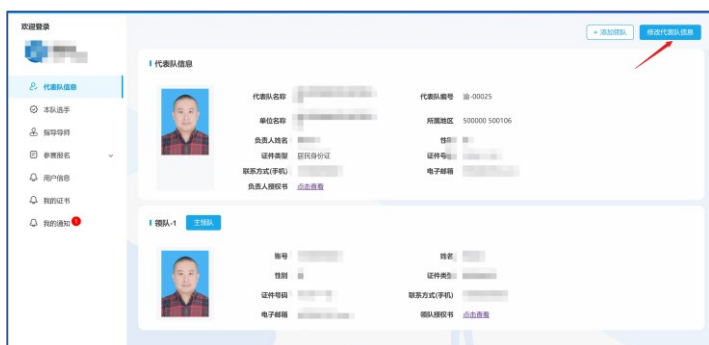 欢迎登录
+ 添加领队
修改代表队信息
代表队信息
本队选手
指导导师
参赛报名
用户信息
我的证书
我的通知
代表队信息
代表队名称
代表队编号 渝-00025
单位名称
所属地区 500000 500106
负责人姓名
性别
证件类型 居民身份证
证件号码
联系方式(手机)
电子邮箱
负责人授权书 点击查看
领队-1 主领队
账号
姓名
性别
证件类型
证件号码
联系方式(手机)
电子邮箱
领队授权书 点击查看